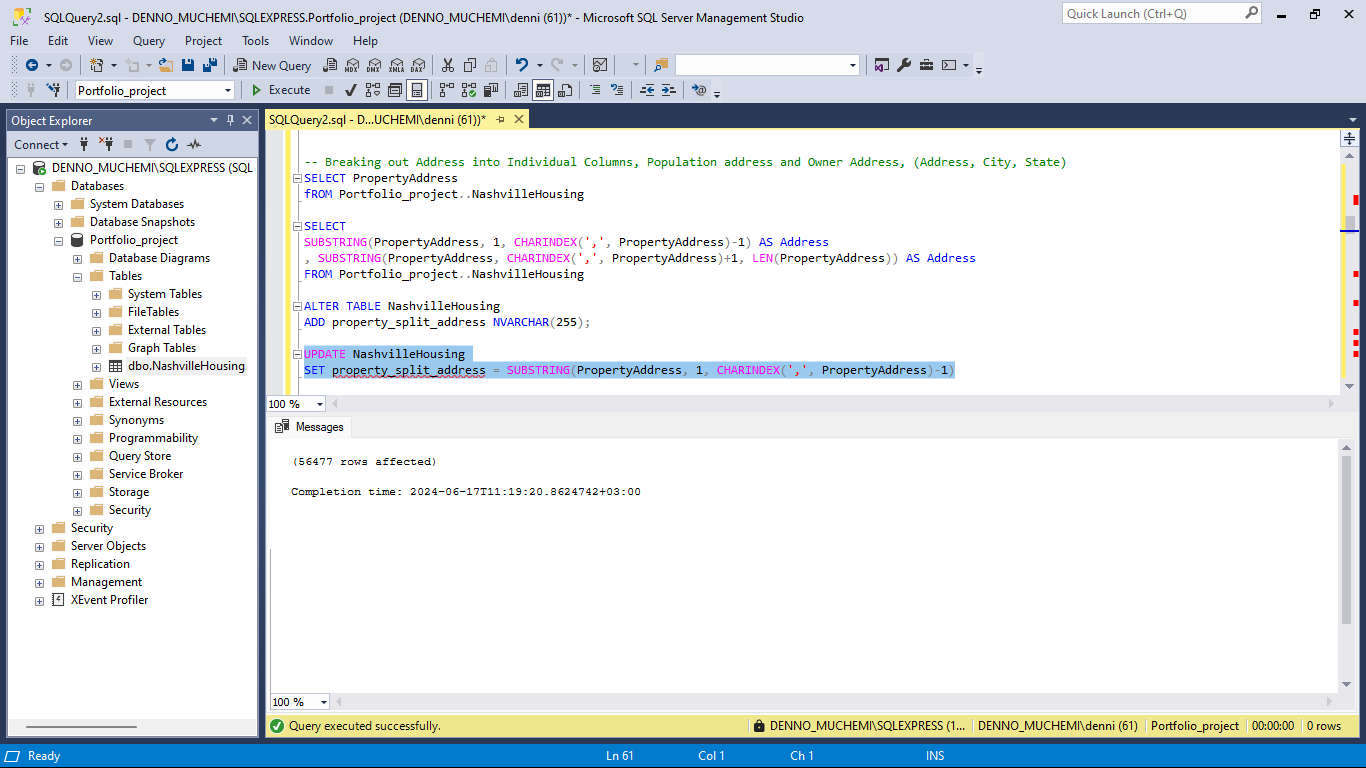 SQLQuery2.sql - DENNO_MUCHEMI\SQLEXPRESS.Portfolio_project (DENNO_MUCHEMI\denni (61))* - Microsoft SQL Server Management Studio
Quick Launch (Ctrl+Q)
File Edit View Query Project Tools Window Help
New Query MDX DMX XMLA DAX
Portfolio_project Execute
Object Explorer
Connect
DENNO_MUCHEMI\SQLEXPRESS (SQL
Databases
System Databases
Database Snapshots
Portfolio_project
Database Diagrams
Tables
System Tables
FileTables
External Tables
Graph Tables
dbo.NashvilleHousing
Views
External Resources
Synonyms
Programmability
Query Store
Service Broker
Storage
Security
Security
Server Objects
Replication
Management
XEvent Profiler
SQLQuery2.sql - D...UCHEMI\denni (61))*
-- Breaking out Address into Individual Columns, Population address and Owner Address, (Address, City, State)
SELECT PropertyAddress
fROM Portfolio_project..NashvilleHousing
SELECT
SUBSTRING(PropertyAddress, 1, CHARINDEX(',', PropertyAddress)-1) AS Address
, SUBSTRING(PropertyAddress, CHARINDEX(',', PropertyAddress)+1, LEN(PropertyAddress)) AS Address
FROM Portfolio_project..NashvilleHousing
ALTER TABLE NashvilleHousing
ADD property_split_address NVARCHAR(255);
UPDATE NashvilleHousing
SET property_split_address = SUBSTRING(PropertyAddress, 1, CHARINDEX(',', PropertyAddress)-1)
100 %
Messages
(56477 rows affected)
Completion time: 2024-06-17T11:19:20.8624742+03:00
100 %
Query executed successfully. DENNO_MUCHEMI\SQLEXPRESS (1... DENNO_MUCHEMI\denni (61) Portfolio_project 00:00:00 0 rows
Ready Ln 61 Col 1 Ch 1 INS